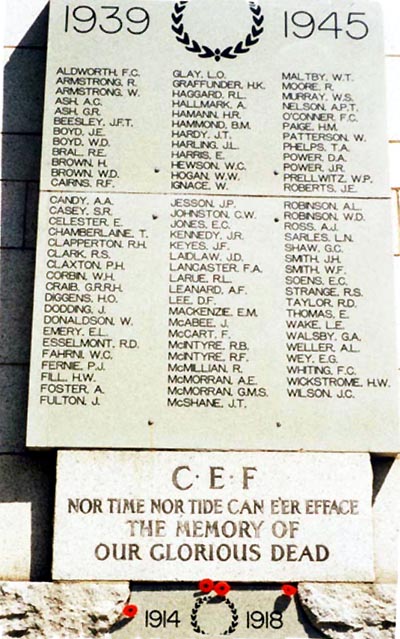 1939 1945
ALDWORTH, F.C.
ARMSTRONG, R.
ARMSTRONG, W.
ASH, A.C.
ASH, G.R.
BEESLEY, J.F.T.
BOYD, J.E.
BOYD, W.D.
BRAL, R.E.
BROWN, H.
BROWN, W.D.
CAIRNS, R.F.
GLAY, L.O.
GRAFFUNDER, H.K.
HAGGARD, R.L.
HALLMARK, A.
HAMANN, H.R.
HAMMOND, B.M.
HARDY, J.T.
HARLING, J.L.
HARRIS, E.
HEWSON, W.C.
HOGAN, W.W.
IGNACE, W.
MALTBY, W.T.
MOORE, R.
MURRAY, W.S.
NELSON, A.P.T.
O'CONNER, F.C.
PAIGE, H.M.
PATTERSON, W.
PHELPS, T.A.
POWER, D.A.
POWER, J.R.
PRELLWITZ, W.P.
ROBERTS, J.E.
CANDY, A.A.
CASEY, S.R.
CELESTER, E.
CHAMBERLAINE, T.
CLAPPERTON, R.H.
CLARK, R.S.
CLAXTON, P.H.
CORBIN, W.H.
CRAIB, G.R.R.H.
DIGGENS, H.O.
DODDING, J.
DONALDSON, W.
EMERY, E.L.
ESSELMONT, R.D.
FAHRNI, W.C.
FERNIE, P.J.
FILL, H.W.
FOSTER, A.
FULTON, J.
JESSON, J.P.
JOHNSTON, C.W.
JONES, E.C.
KENNEDY, J.R.
KEYES, J.F.
LAIDLAW, J.D.
LANCASTER, F.A.
LARUE, R.L.
LEANARD, A.F.
LEE, D.F.
MACKENZIE, E.M.
McABEE, J.
McCART, F.
McINTYRE, R.B.
McINTYRE, R.F.
McMILLIAN, R.
McMORRAN, A.E.
McMORRAN, G.M.S.
McSHANE, J.T.
ROBINSON, A.L.
ROBINSON, W.D.
ROSS, A.J.
SARLES, L.N.
SHAW, G.C.
SMITH, J.H.
SMITH, W.F.
SOENS, E.C.
STRANGE, R.S.
TAYLOR, R.D.
THOMAS, E.
WAKE, L.E.
WALSBY, G.A.
WELLER, A.L.
WEY, E.G.
WHITING, F.C.
WICKSTROME, H.W.
WILSON, J.C.
C·E·F
NOR TIME NOR TIDE CAN E'ER EFFACE
THE MEMORY OF
OUR GLORIOUS DEAD
1914 1918